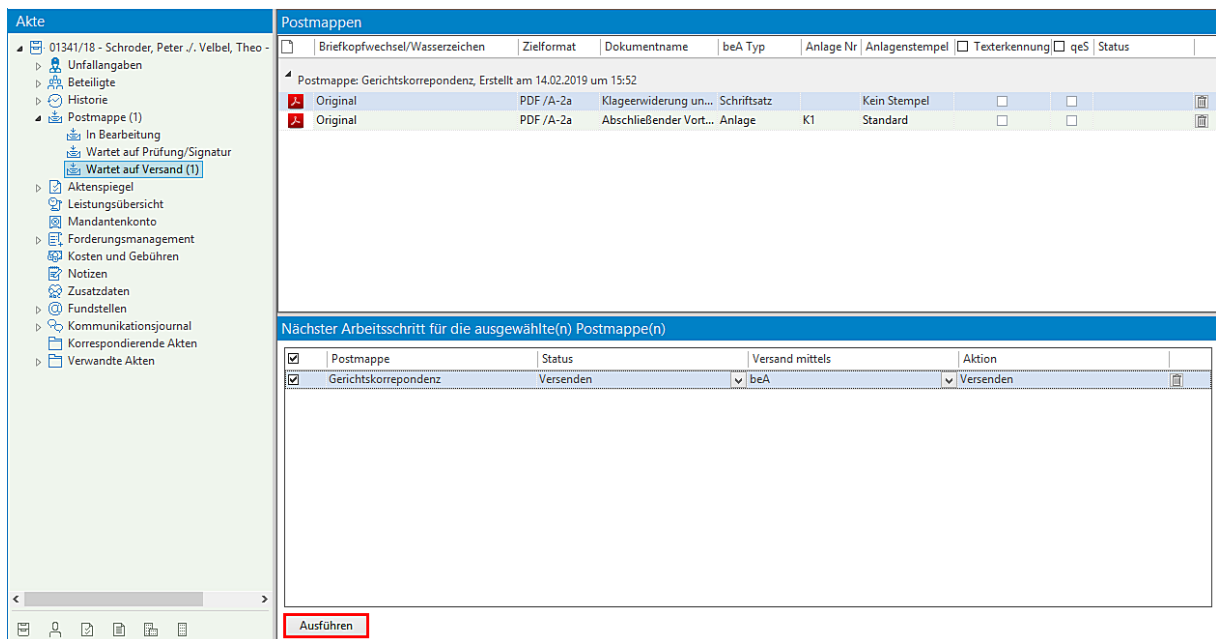 Akte
01341/18 - Schroder, Peter ./. Velbel, Theo -
Unfallangaben
Beteiligte
Historie
Postmappe (1)
In Bearbeitung
Wartet auf Prüfung/Signatur
Wartet auf Versand (1)
Aktenspiegel
Leistungsübersicht
Mandantenkonto
Forderungsmanagement
Kosten und Gebühren
Notizen
Zusatzdaten
Fundstellen
Kommunikationsjournal
Korrespondierende Akten
Verwandte Akten
Postmappen
Briefkopfwechsel/Wasserzeichen Zielformat Dokumentname beA Typ Anlage Nr Anlagenstempel Texterkennung qeS Status
Postmappe: Gerichtskorrepondenz, Erstellt am 14.02.2019 um 15:52
Original PDF /A-2a Klageerwiderung un... Schriftsatz Kein Stempel
Original PDF /A-2a Abschließender Vort... Anlage K1 Standard
Nächster Arbeitsschritt für die ausgewählte(n) Postmappe(n)
Postmappe Status Versand mittels Aktion
Gerichtskorrepondenz Versenden beA Versenden
Ausführen